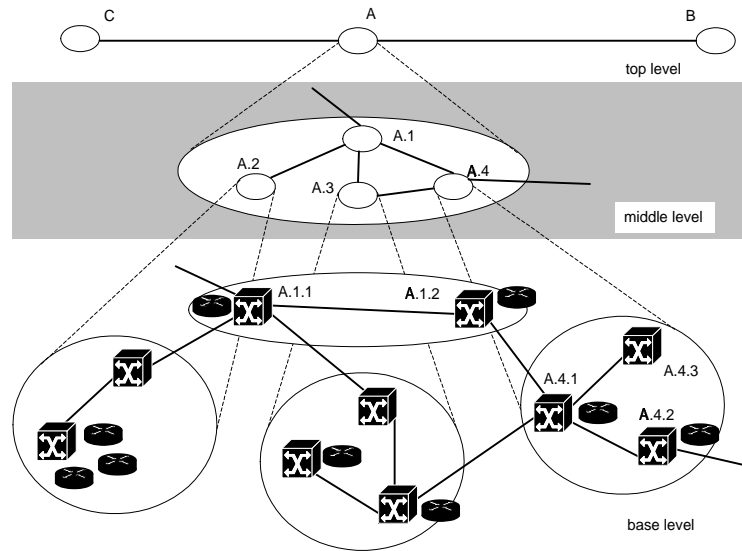 C
A
B
top level
A.1
A.2
A.4
A.3
middle level
A.1.1
A.1.2
A.4.1
A.4.3
A.4.2
base level